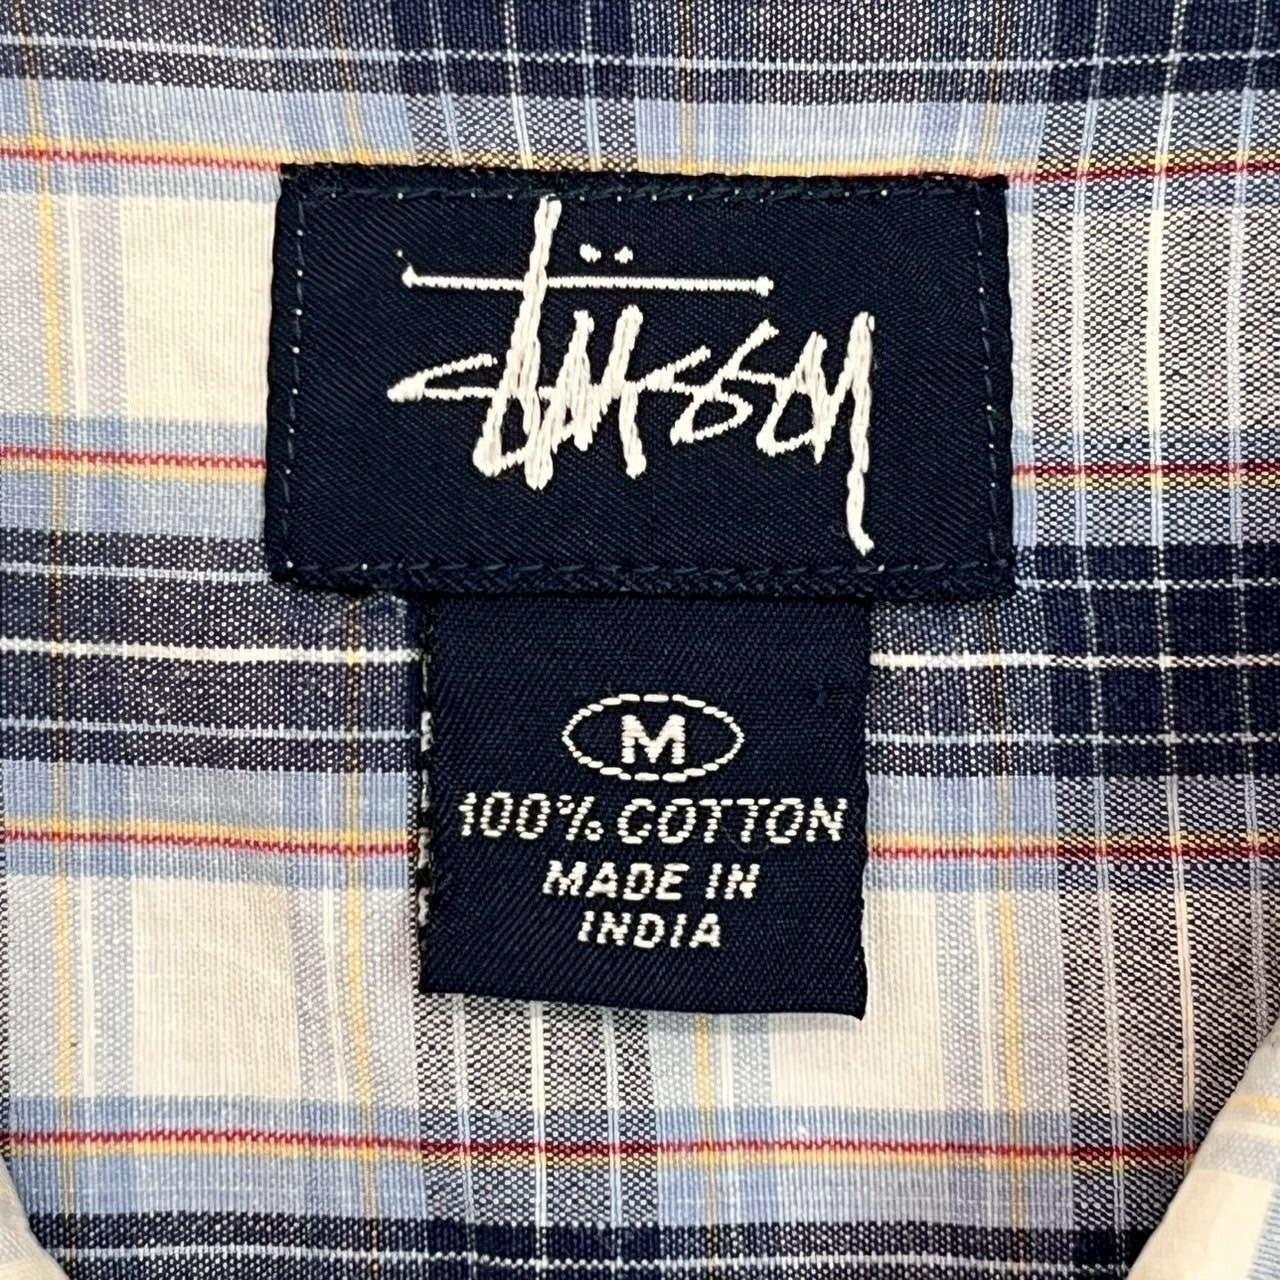 STÜSSY
M
100% COTTON
MADE IN
INDIA